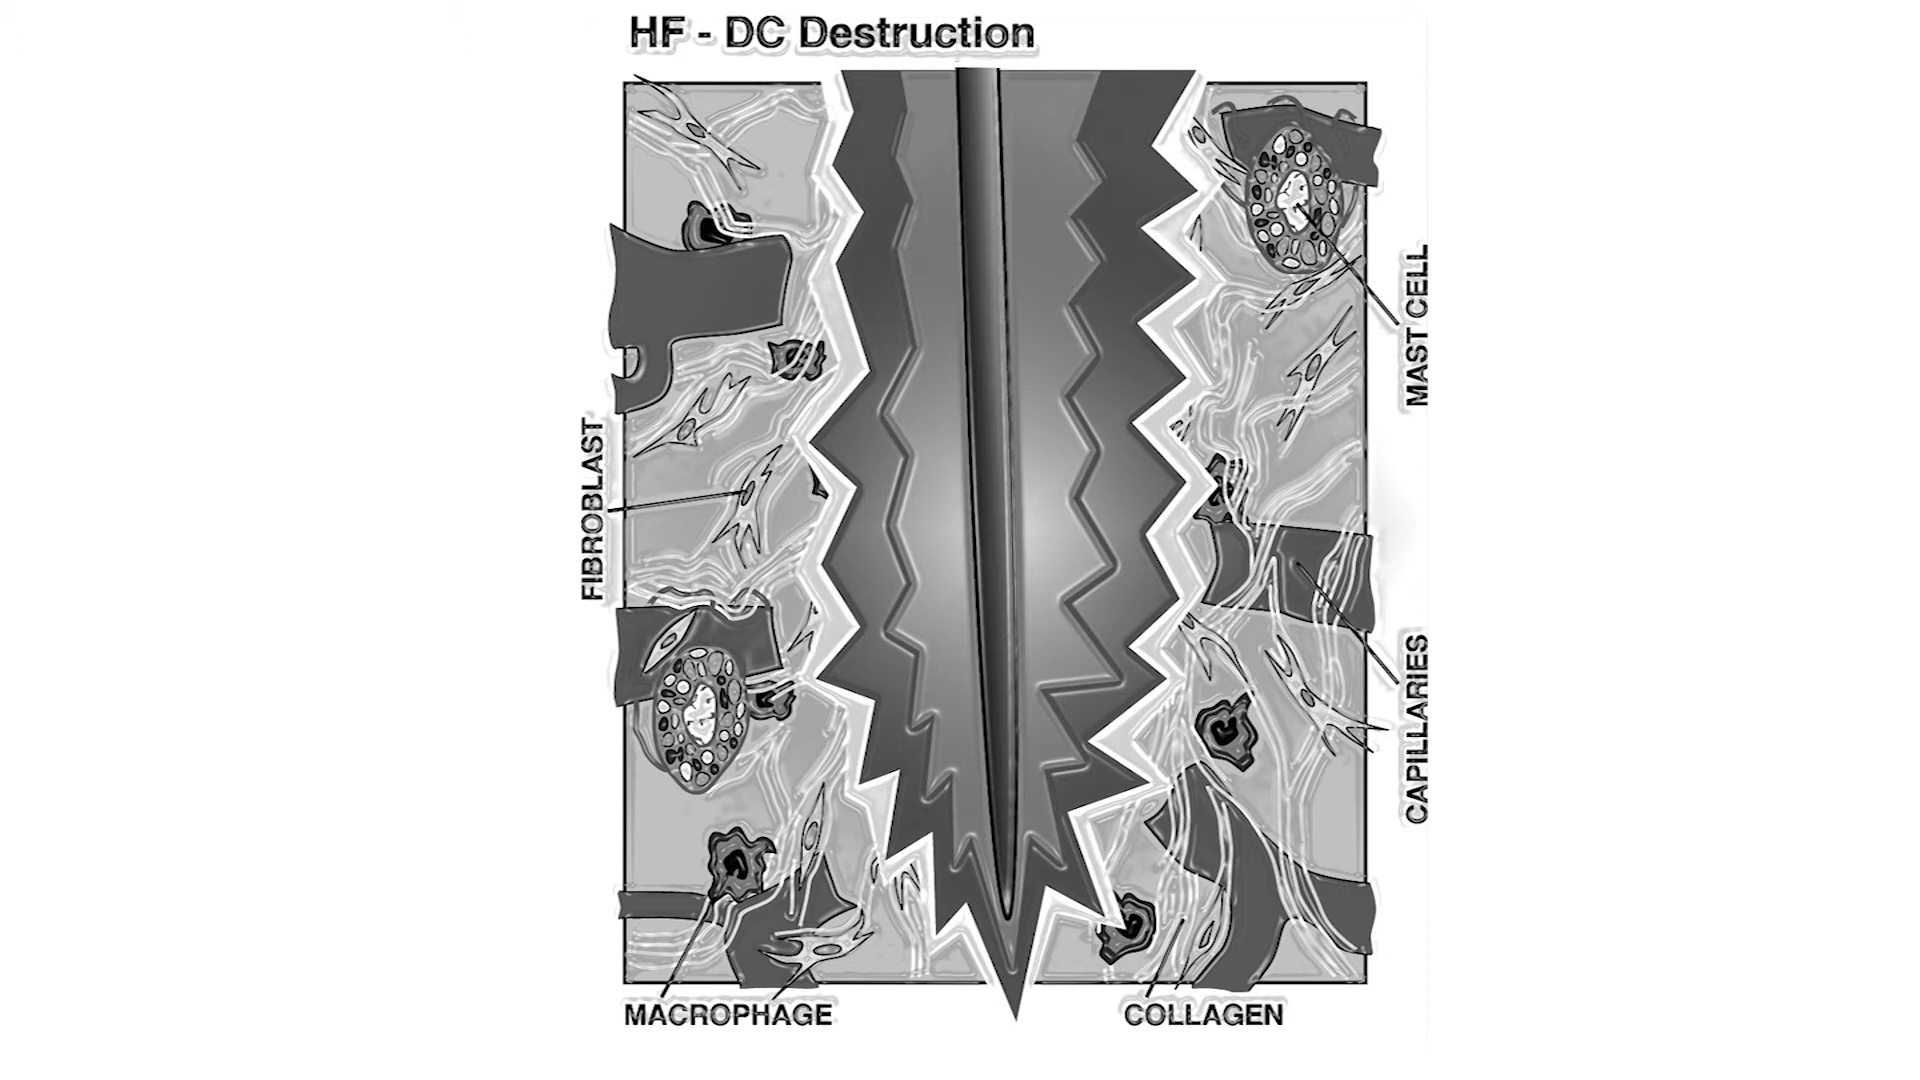 HF - DC Destruction
MAST CELL
FIBROBLAST
CAPILLARIES
MACROPHAGE
COLLAGEN